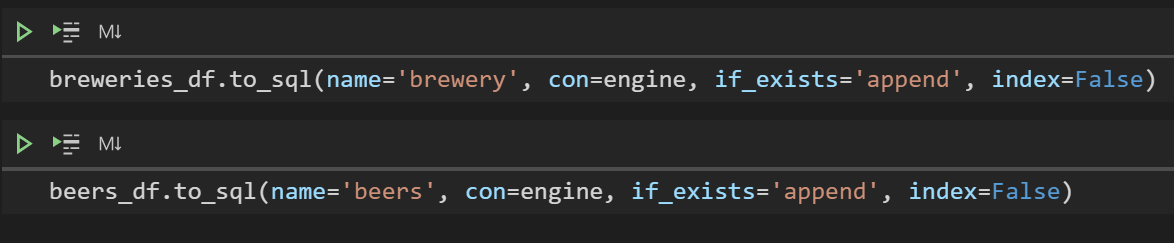 M↓
breweries_df.to_sql(name='brewery', con=engine, if_exists='append', index=False)
M↓
beers_df.to_sql(name='beers', con=engine, if_exists='append', index=False)